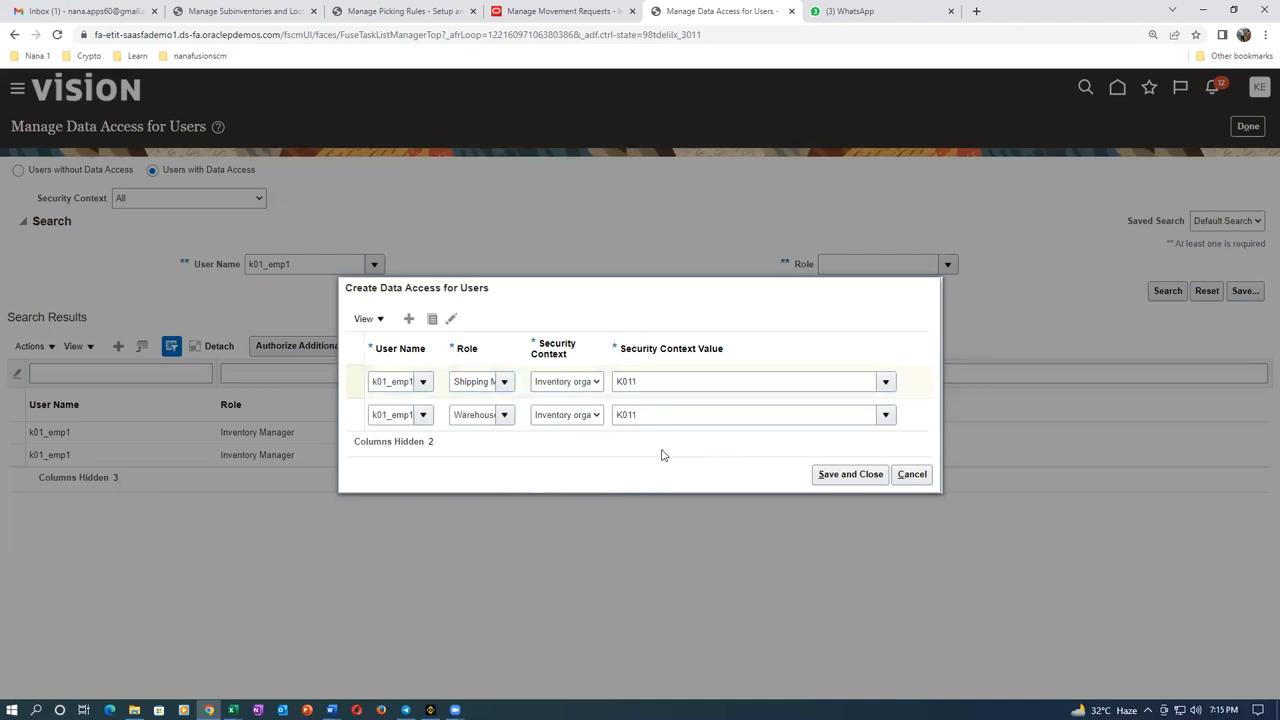 Inbox (1) - nana.apps60@gmail.c
Manage Subinventories and Loc
Manage Picking Rules - Setup an
Manage Movement Requests - In
Manage Data Access for Users -
(3) WhatsApp
fa-etit-saasfademo1.ds-fa.oraclepdemos.com/fscmUI/faces/FuseTaskListManagerTop?_afrLoop=12216097106380386&_adf.ctrl-state=98tdelilx_3011
Nana 1
Crypto
Learn
nanafusionscm
Other bookmarks
VISION
12
KE
Manage Data Access for Users
Done
Users without Data Access
Users with Data Access
Security Context
All
Search
Saved Search
Default Search
** At least one is required
** User Name
k01_emp1
** Role
Search
Reset
Save...
Search Results
Actions
View
Detach
Authorize Additiona
User Name
Role
k01_emp1
Inventory Manager
k01_emp1
Inventory Manager
Columns Hidden 3
Create Data Access for Users
View
* User Name
* Role
* Security Context
* Security Context Value
k01_emp1
Shipping M
Inventory orga
K011
k01_emp1
Warehouse
Inventory orga
K011
Columns Hidden 2
Save and Close
Cancel
32°C Haze
7:15 PM